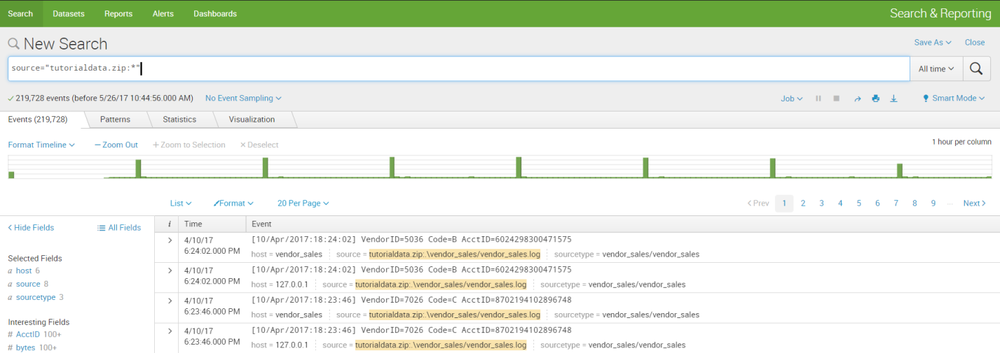 Search Datasets Reports Alerts Dashboards Search & Reporting
New Search Save As Close
source="tutorialdata.zip:*" All time
219,728 events (before 5/26/17 10:44:56.000 AM) No Event Sampling Job Smart Mode
Events (219,728) Patterns Statistics Visualization
Format Timeline − Zoom Out + Zoom to Selection × Deselect 1 hour per column
List Format 20 Per Page < Prev 1 2 3 4 5 6 7 8 9 ... Next >
< Hide Fields All Fields i Time Event
Selected Fields
a host 6
a source 8
a sourcetype 3
Interesting Fields
# AcctID 100+
# bytes 100+
> 4/10/17 [10/Apr/2017:18:24:02] VendorID=5036 Code=B AcctID=6024298300471575
6:24:02.000 PM host = vendor_sales source = tutorialdata.zip:.\vendor_sales/vendor_sales.log sourcetype = vendor_sales/vendor_sales
> 4/10/17 [10/Apr/2017:18:24:02] VendorID=5036 Code=B AcctID=6024298300471575
6:24:02.000 PM host = 127.0.0.1 source = tutorialdata.zip:.\vendor_sales/vendor_sales.log sourcetype = vendor_sales/vendor_sales
> 4/10/17 [10/Apr/2017:18:23:46] VendorID=7026 Code=C AcctID=8702194102896748
6:23:46.000 PM host = vendor_sales source = tutorialdata.zip:.\vendor_sales/vendor_sales.log sourcetype = vendor_sales/vendor_sales
> 4/10/17 [10/Apr/2017:18:23:46] VendorID=7026 Code=C AcctID=8702194102896748
6:23:46.000 PM host = 127.0.0.1 source = tutorialdata.zip:.\vendor_sales/vendor_sales.log sourcetype = vendor_sales/vendor_sales